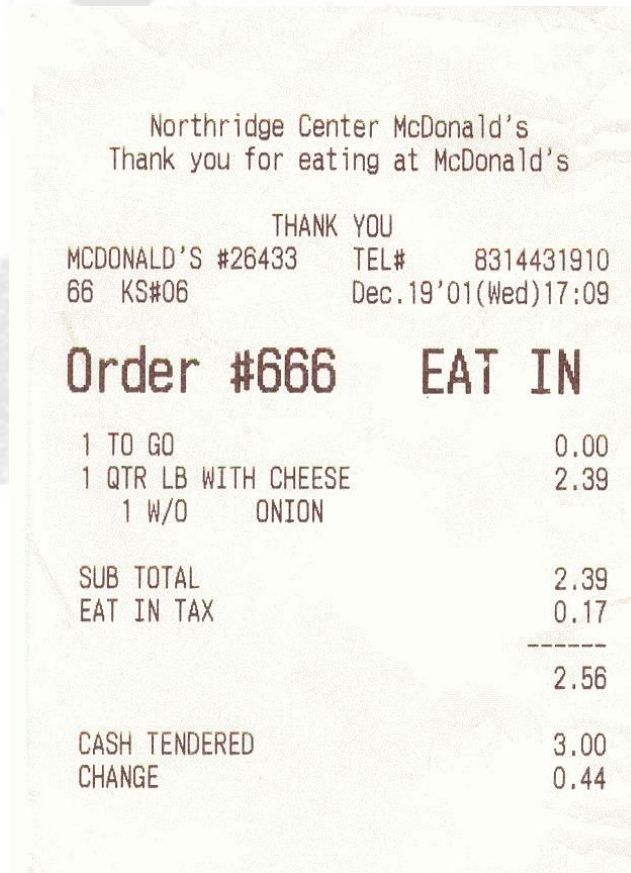 Northridge Center McDonald's
Thank you for eating at McDonald's
THANK YOU
MCDONALD'S #26433 TEL# 8314431910
66 KS#06 Dec.19'01(Wed)17:09
Order #666 EAT IN
1 TO GO 0.00
1 QTR LB WITH CHEESE 2.39
1 W/O ONION
SUB TOTAL 2.39
EAT IN TAX 0.17
------
2.56
CASH TENDERED 3.00
CHANGE 0.44